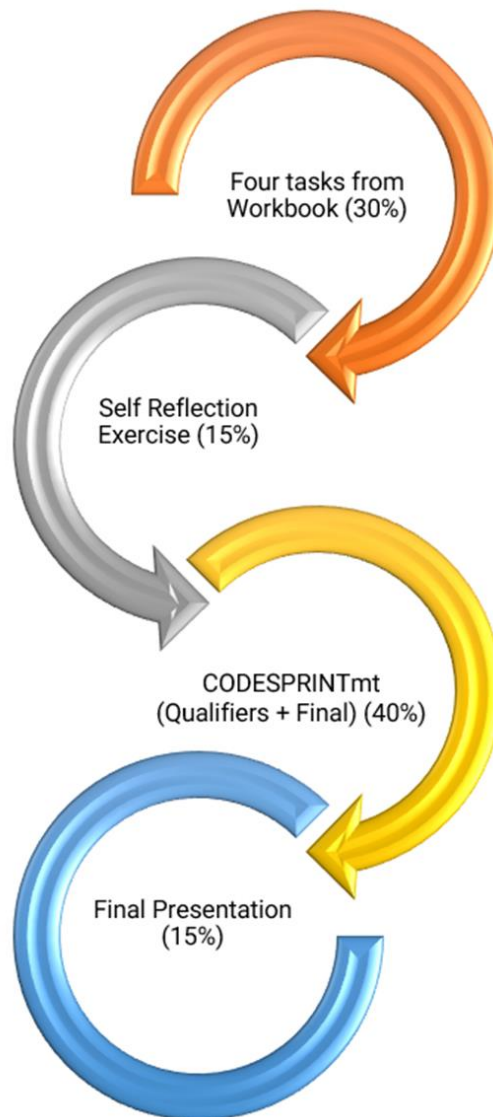 Four tasks from
Workbook (30%)
Self Reflection
Exercise (15%)
CODESPRINTmt
(Qualifiers + Final) (40%)
Final Presentation
(15%)